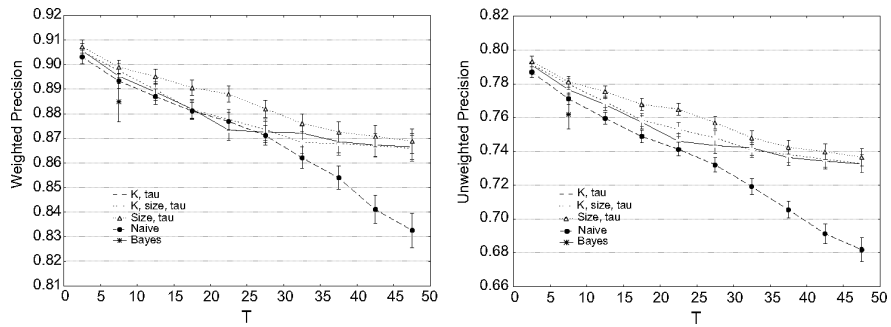 0.92
0.91
0.90
0.89
0.88
0.87
0.86
0.85
0.84
0.83
0.82
0.81
Weighted Precision
K, tau
K, size, tau
Size, tau
Naive
Bayes
0 5 10 15 20 25 30 35 40 45 50
T
0.82
0.80
0.78
0.76
0.74
0.72
0.70
0.68
0.66
Unweighted Precision
K, tau
K, size, tau
Size, tau
Naive
Bayes
0 5 10 15 20 25 30 35 40 45 50
T